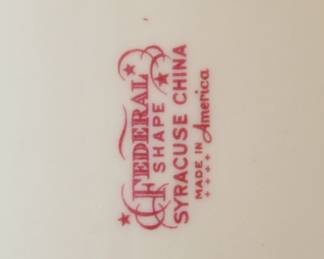 FEDERAL
SHAPE
SYRACUSE CHINA
MADE IN America